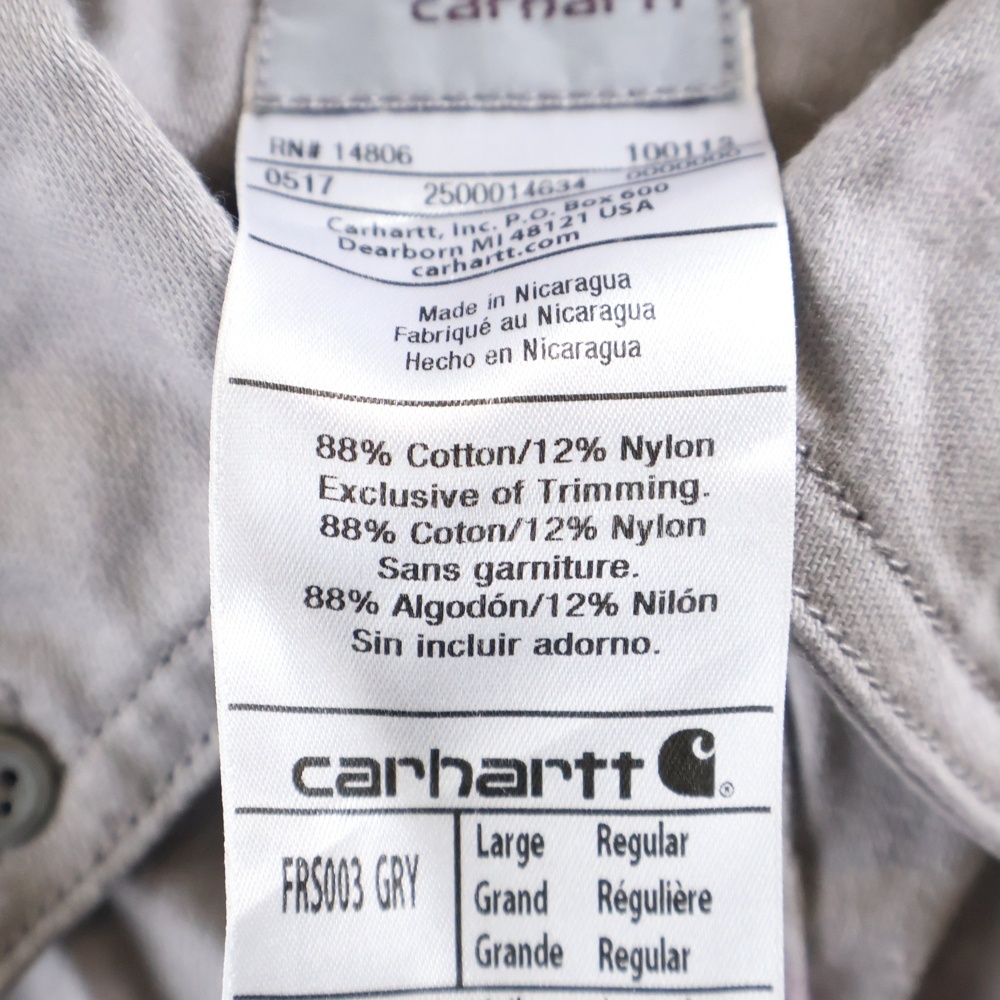 carhartt
RN# 14806 100113
0517 2500014634 0000000
Carhartt, Inc. P.O. Box 600
Dearborn MI 48121 USA
carhartt.com
Made in Nicaragua
Fabriqué au Nicaragua
Hecho en Nicaragua
88% Cotton/12% Nylon
Exclusive of Trimming.
88% Coton/12% Nylon
Sans garniture.
88% Algodón/12% Nilón
Sin incluir adorno.
carhartt ®
FRS003 GRY
Large Regular
Grand Régulière
Grande Regular